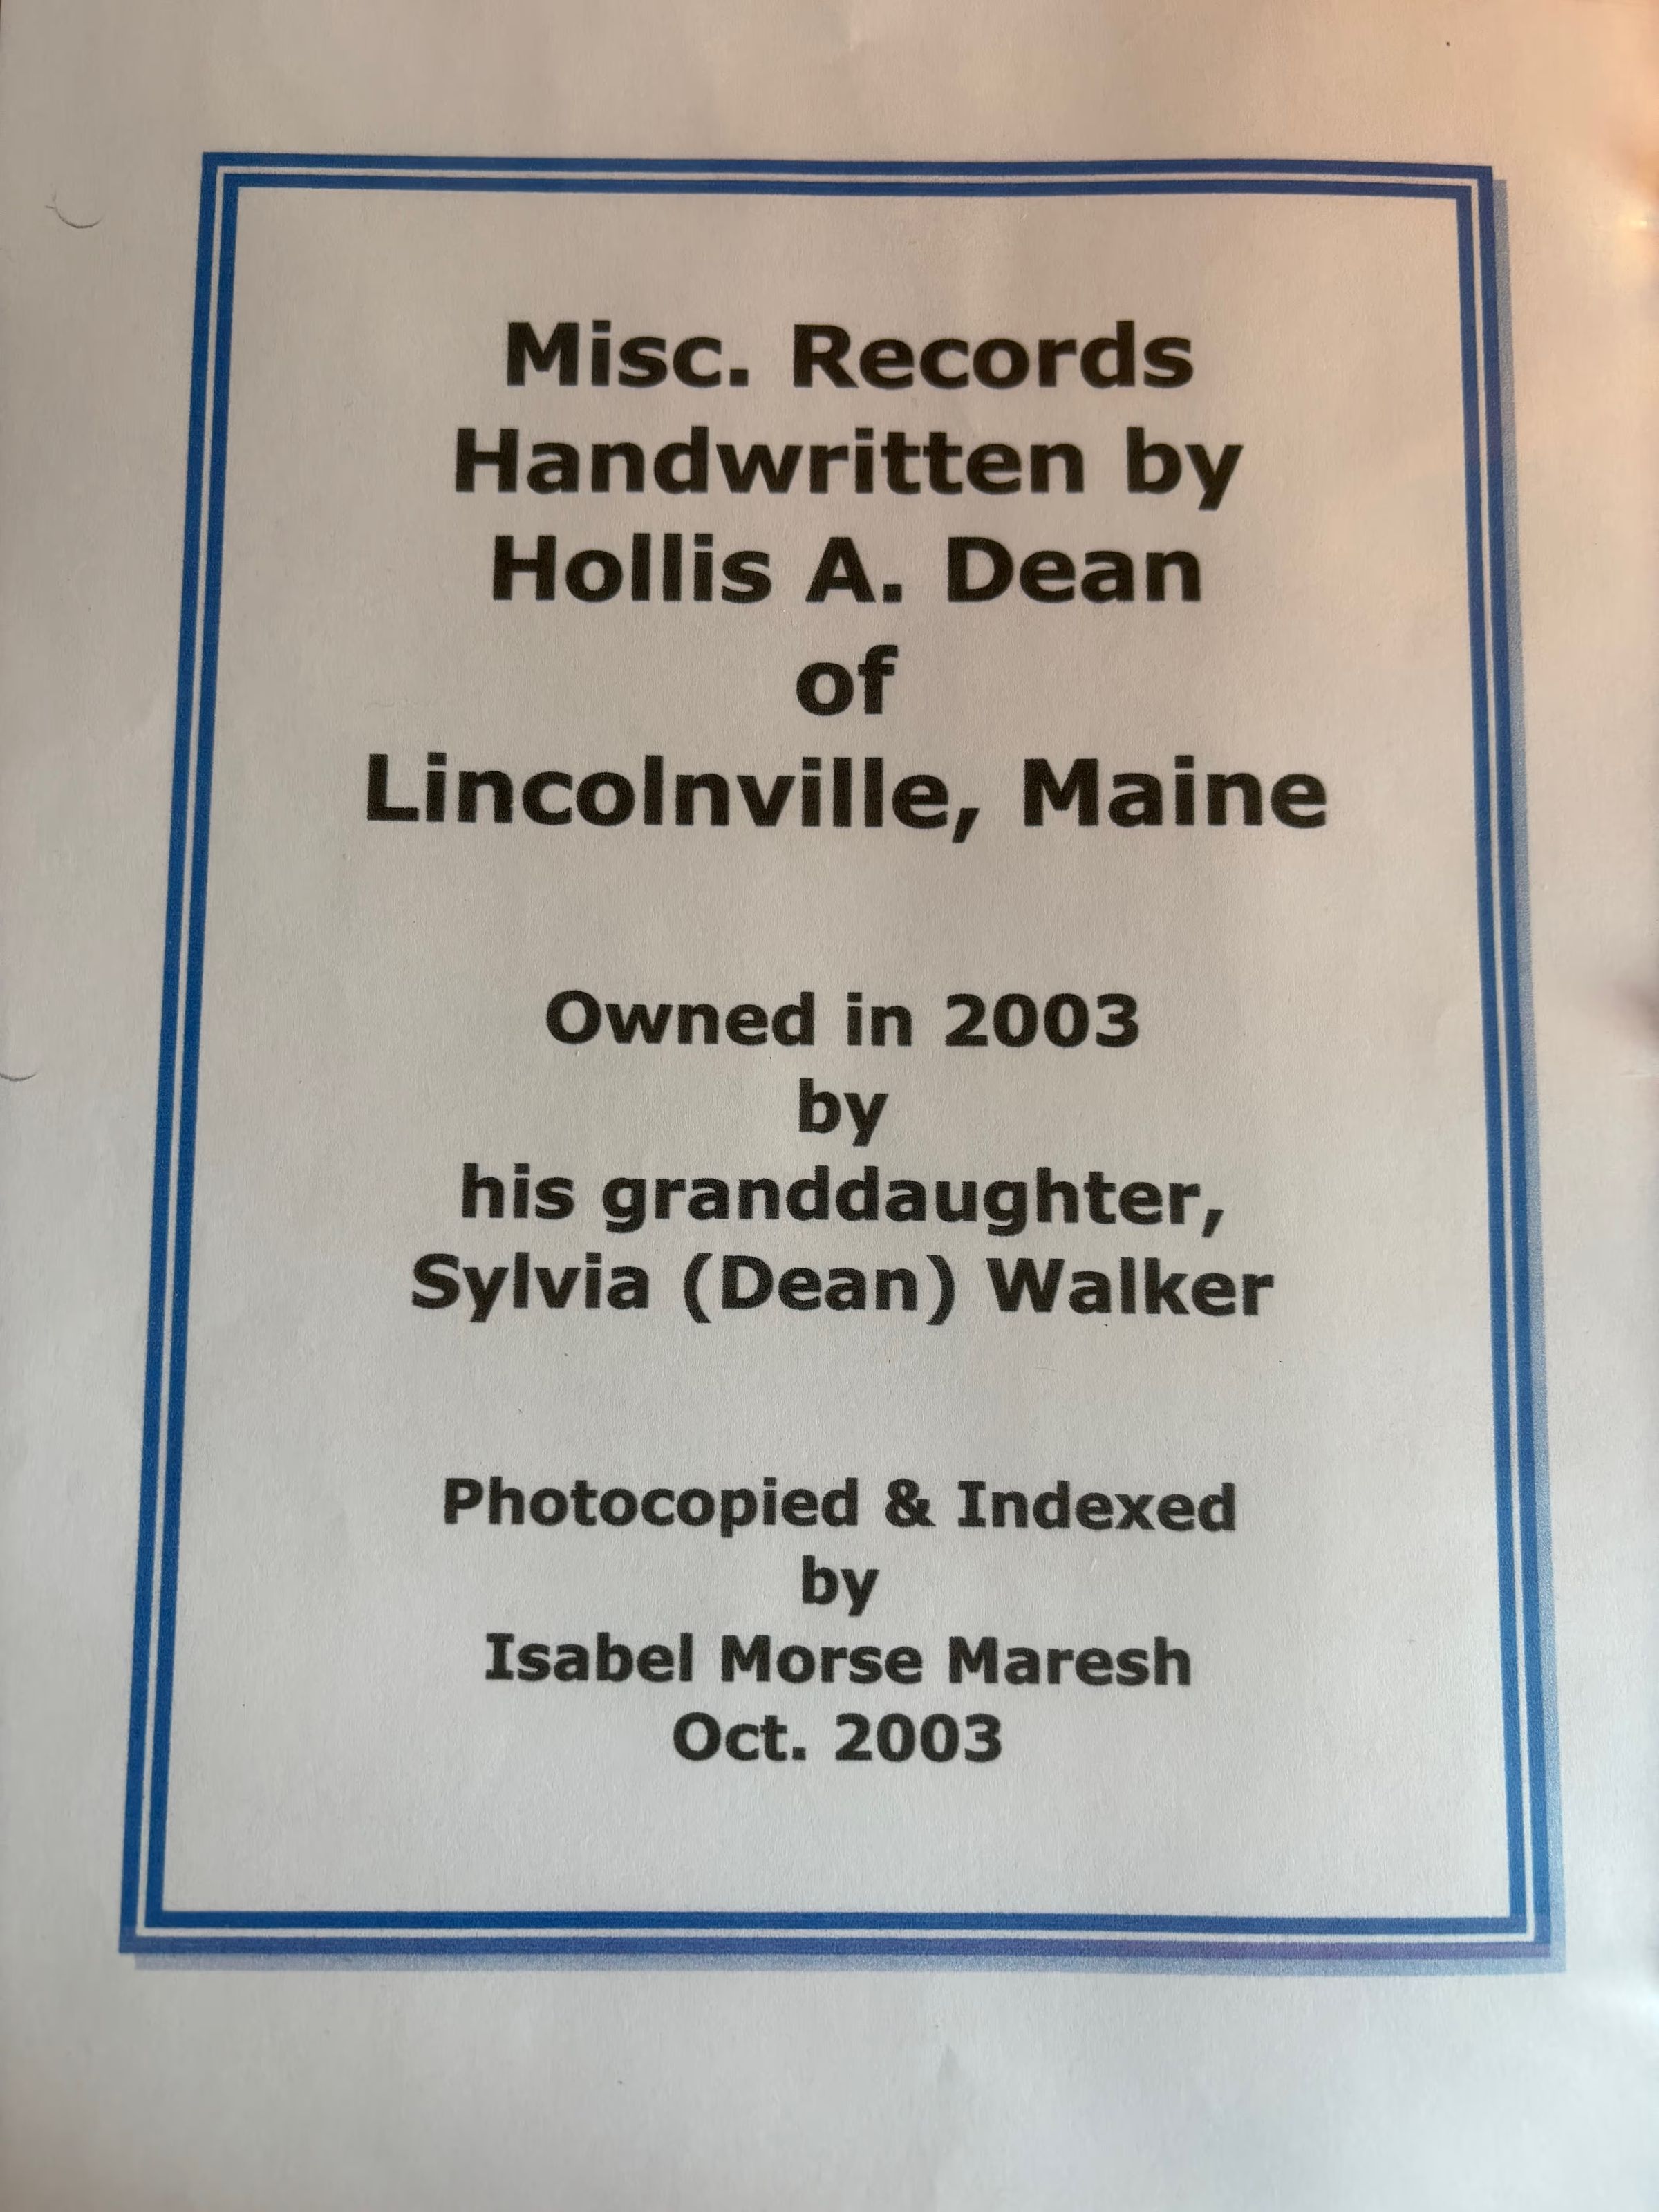 Misc. Records
Handwritten by
Hollis A. Dean
of
Lincolnville, Maine
Owned in 2003
by
his granddaughter,
Sylvia (Dean) Walker
Photocopied & Indexed
by
Isabel Morse Maresh
Oct. 2003